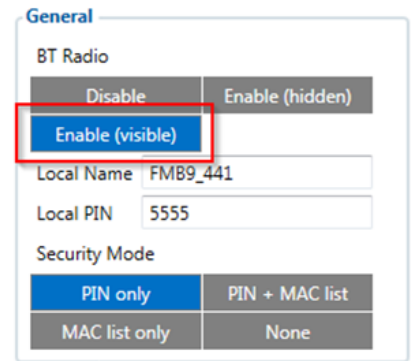 General
BT Radio
Disable Enable (hidden)
Enable (visible)
Local Name FMB9_441
Local PIN 5555
Security Mode
PIN only PIN + MAC list
MAC list only None